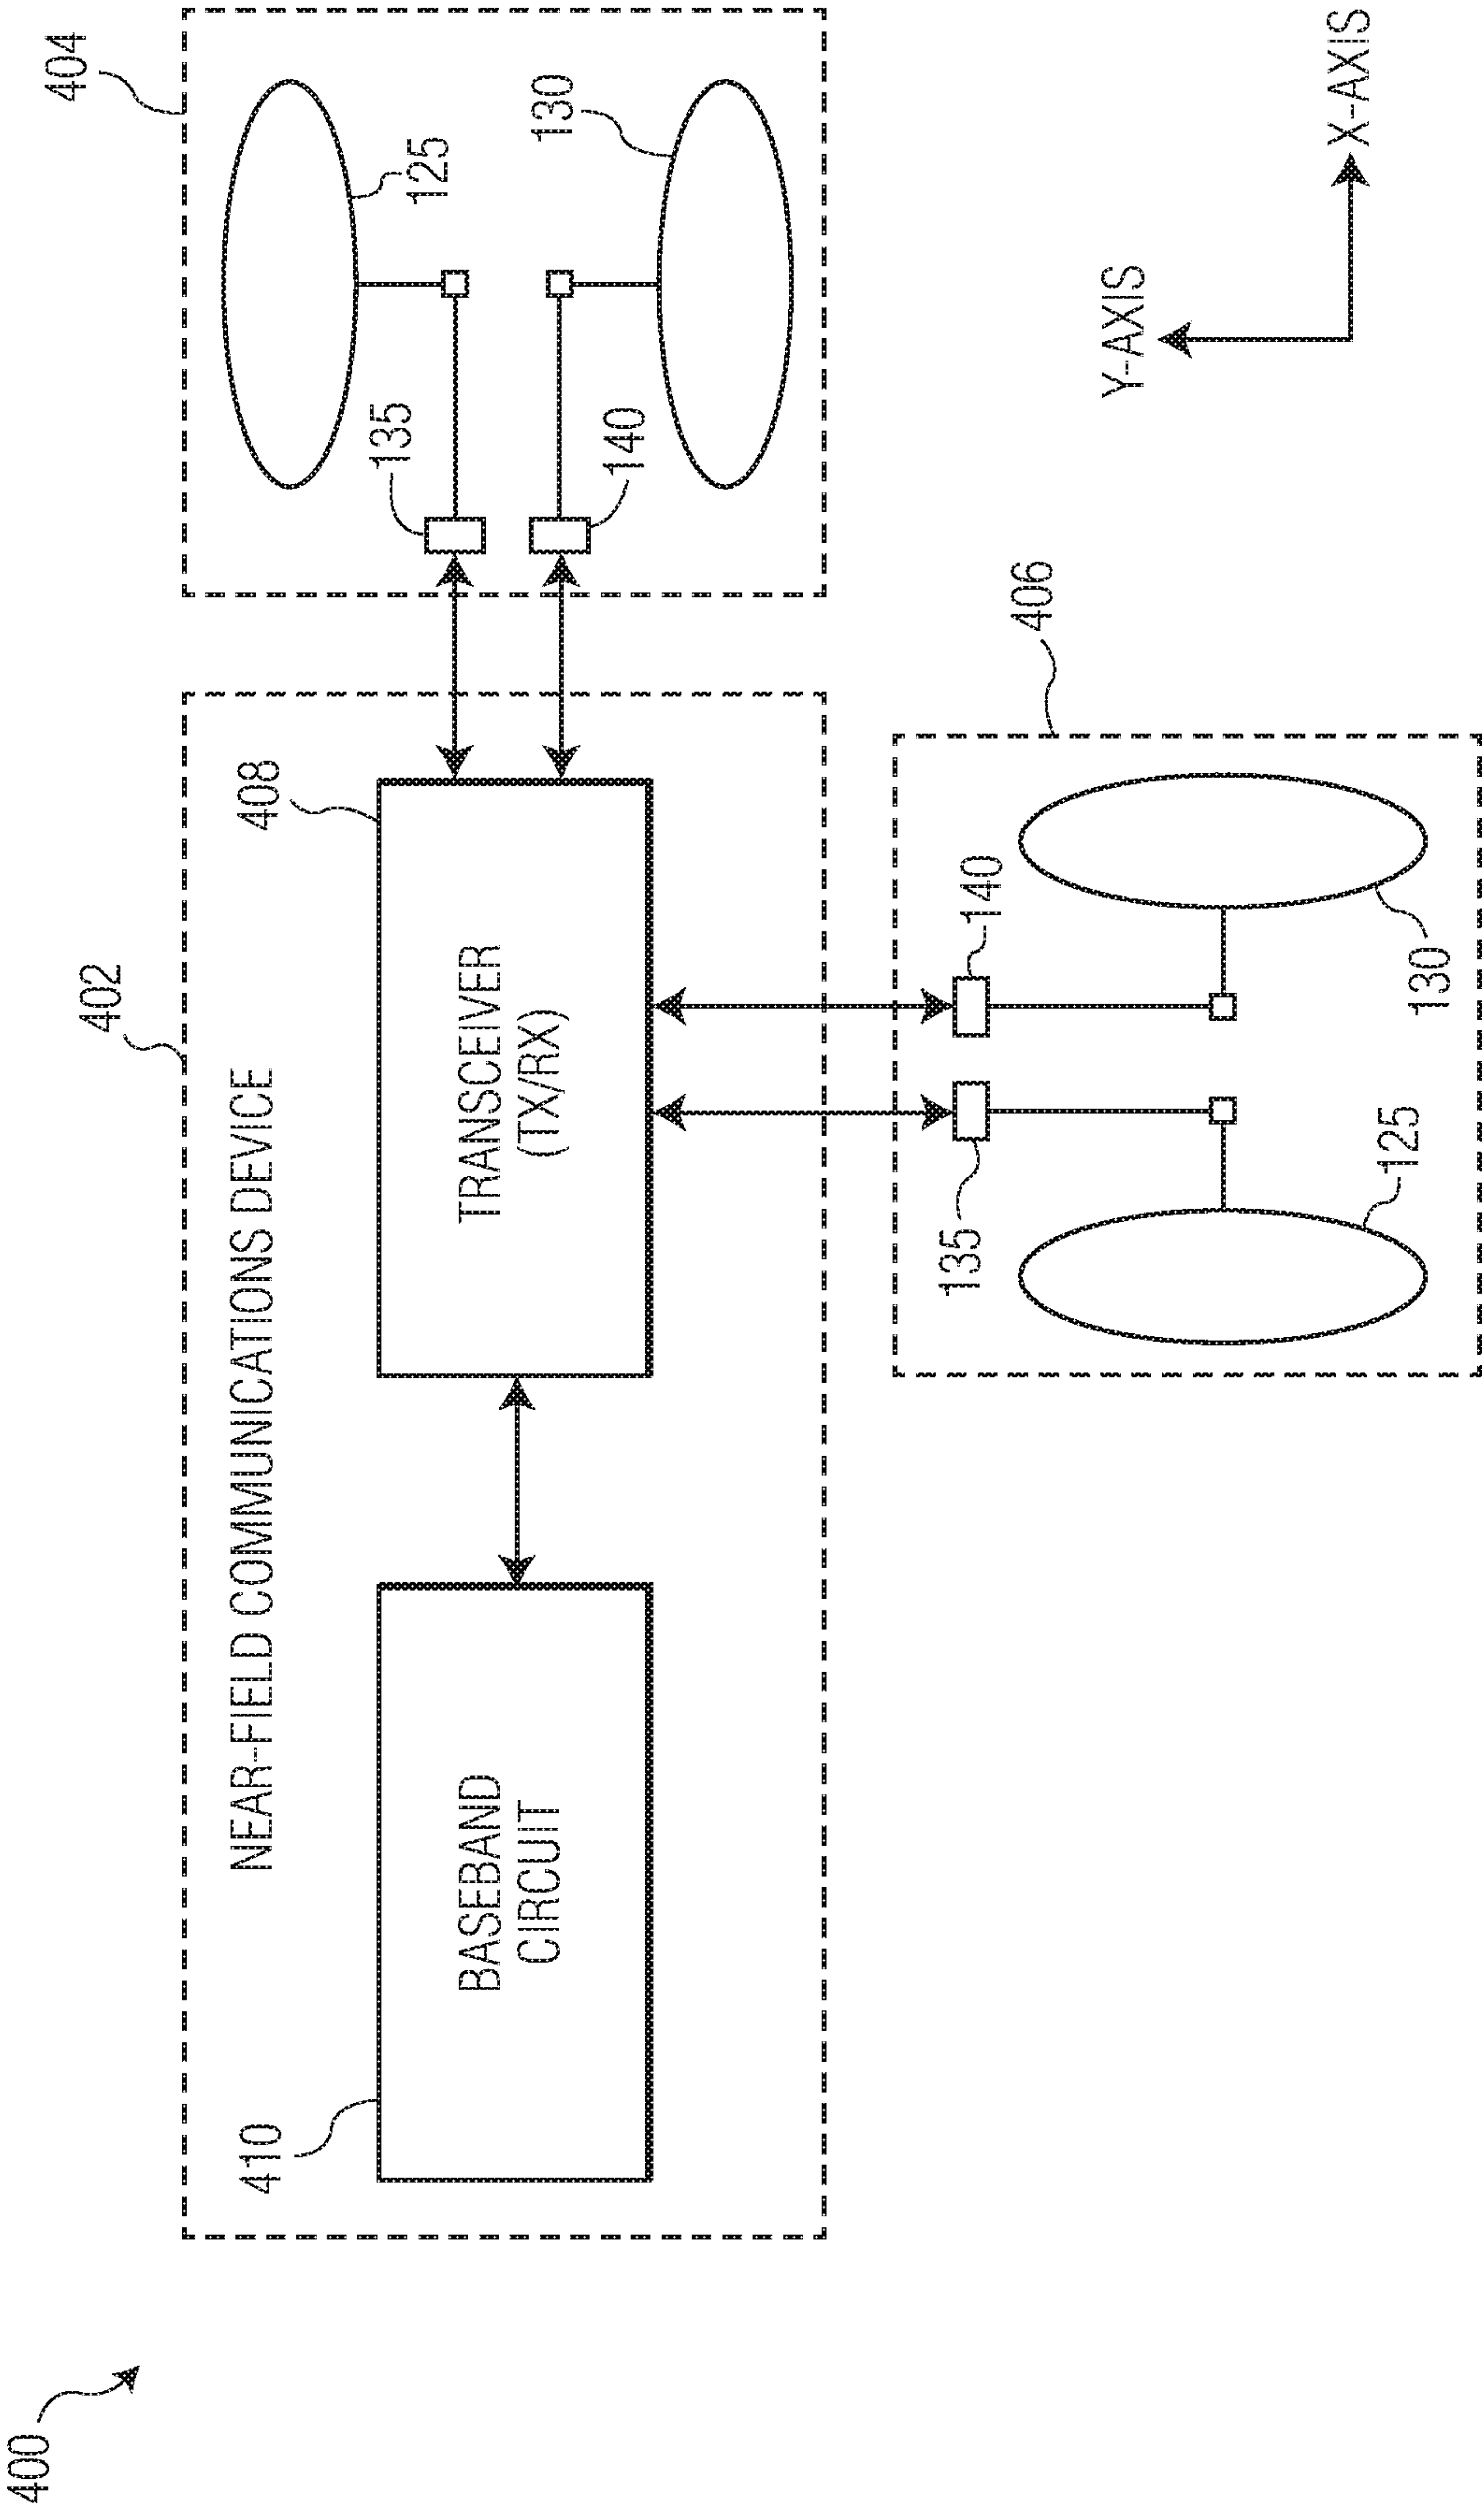 400
402
404
NEAR-FIELD COMMUNICATIONS DEVICE
410
408
BASEBAND
CIRCUIT
TRANSCEIVER
(TX/RX)
135
125
140
130
406
135
140
125
130
Y-AXIS
X-AXIS